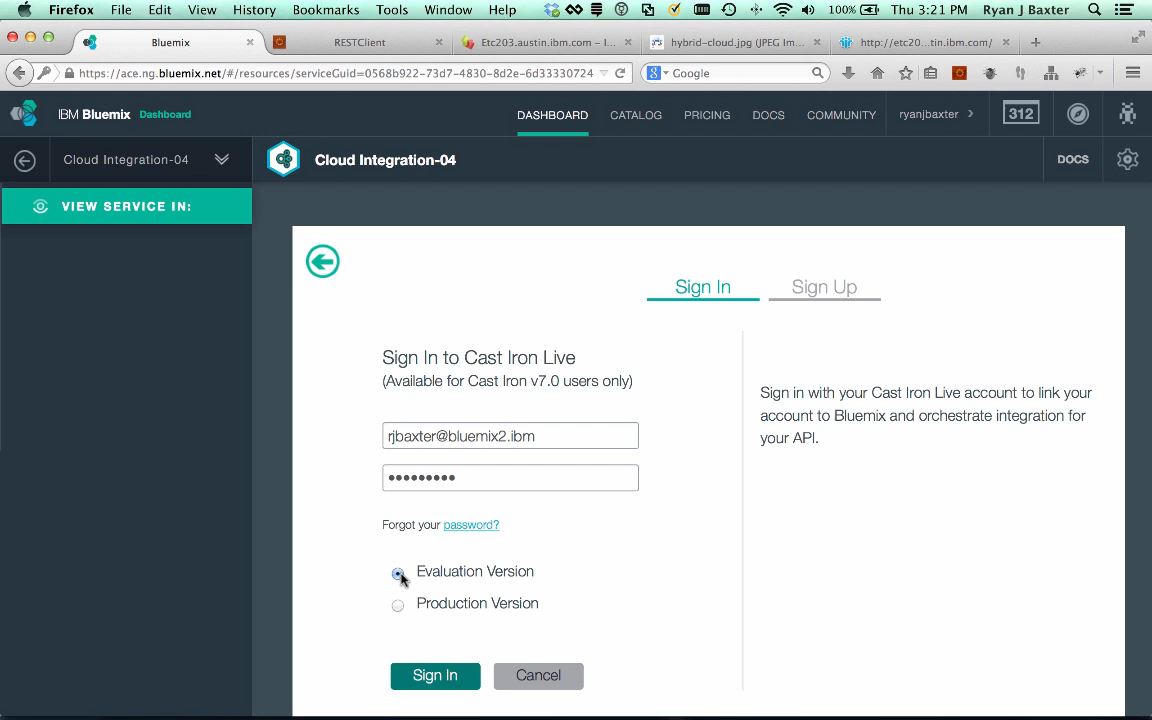 Firefox File Edit View History Bookmarks Tools Window Help 100% Thu 3:21 PM Ryan J Baxter
Bluemix RESTClient Etc203.austin.ibm.com – I... hybrid-cloud.jpg (JPEG Im... http://etc20...tin.ibm.com/
https://ace.ng.bluemix.net/#/resources/serviceGuid=0568b922-73d7-4830-8d2e-6d3330724 Google
IBM Bluemix Dashboard DASHBOARD CATALOG PRICING DOCS COMMUNITY ryanjbaxter 312
Cloud Integration-04 Cloud Integration-04 DOCS
VIEW SERVICE IN:
Sign In Sign Up
Sign In to Cast Iron Live
(Available for Cast Iron v7.0 users only)
Sign in with your Cast Iron Live account to link your
account to Bluemix and orchestrate integration for
your API.
rjbaxter@bluemix2.ibm
•••••••••
Forgot your password?
Evaluation Version
Production Version
Sign In Cancel